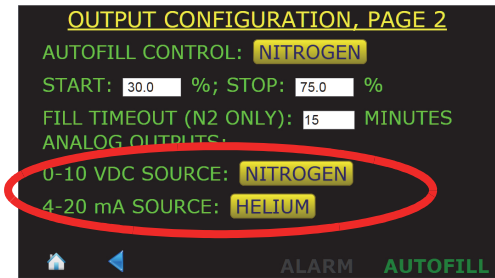 OUTPUT CONFIGURATION, PAGE 2
AUTOFILL CONTROL: NITROGEN
START: 30.0 %; STOP: 75.0 %
FILL TIMEOUT (N2 ONLY): 15 MINUTES
ANALOG OUTPUTS:
0-10 VDC SOURCE: NITROGEN
4-20 mA SOURCE: HELIUM
ALARM AUTOFILL